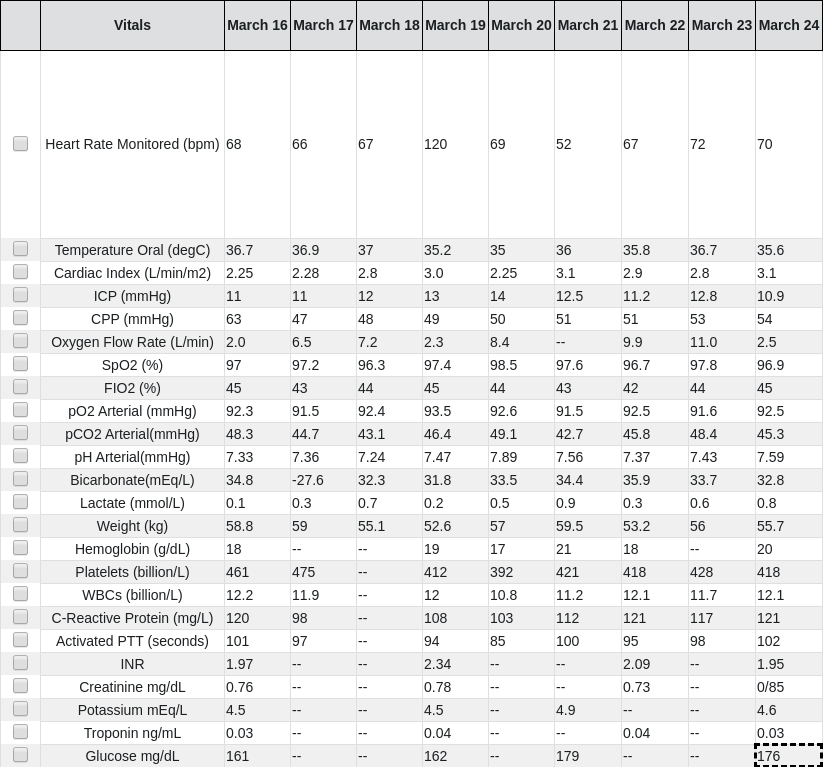 Vitals March 16 March 17 March 18 March 19 March 20 March 21 March 22 March 23 March 24
Heart Rate Monitored (bpm) 68 66 67 120 69 52 67 72 70
Temperature Oral (degC) 36.7 36.9 37 35.2 35 36 35.8 36.7 35.6
Cardiac Index (L/min/m2) 2.25 2.28 2.8 3.0 2.25 3.1 2.9 2.8 3.1
ICP (mmHg) 11 11 12 13 14 12.5 11.2 12.8 10.9
CPP (mmHg) 63 47 48 49 50 51 51 53 54
Oxygen Flow Rate (L/min) 2.0 6.5 7.2 2.3 8.4 -- 9.9 11.0 2.5
SpO2 (%) 97 97.2 96.3 97.4 98.5 97.6 96.7 97.8 96.9
FIO2 (%) 45 43 44 45 44 43 42 44 45
pO2 Arterial (mmHg) 92.3 91.5 92.4 93.5 92.6 91.5 92.5 91.6 92.5
pCO2 Arterial(mmHg) 48.3 44.7 43.1 46.4 49.1 42.7 45.8 48.4 45.3
pH Arterial(mmHg) 7.33 7.36 7.24 7.47 7.89 7.56 7.37 7.43 7.59
Bicarbonate(mEq/L) 34.8 -27.6 32.3 31.8 33.5 34.4 35.9 33.7 32.8
Lactate (mmol/L) 0.1 0.3 0.7 0.2 0.5 0.9 0.3 0.6 0.8
Weight (kg) 58.8 59 55.1 52.6 57 59.5 53.2 56 55.7
Hemoglobin (g/dL) 18 -- -- 19 17 21 18 -- 20
Platelets (billion/L) 461 475 -- 412 392 421 418 428 418
WBCs (billion/L) 12.2 11.9 -- 12 10.8 11.2 12.1 11.7 12.1
C-Reactive Protein (mg/L) 120 98 -- 108 103 112 121 117 121
Activated PTT (seconds) 101 97 -- 94 85 100 95 98 102
INR 1.97 -- -- 2.34 -- -- 2.09 -- 1.95
Creatinine mg/dL 0.76 -- -- 0.78 -- -- 0.73 -- 0/85
Potassium mEq/L 4.5 -- -- 4.5 -- 4.9 -- -- 4.6
Troponin ng/mL 0.03 -- -- 0.04 -- -- 0.04 -- 0.03
Glucose mg/dL 161 -- -- 162 -- 179 -- -- 176